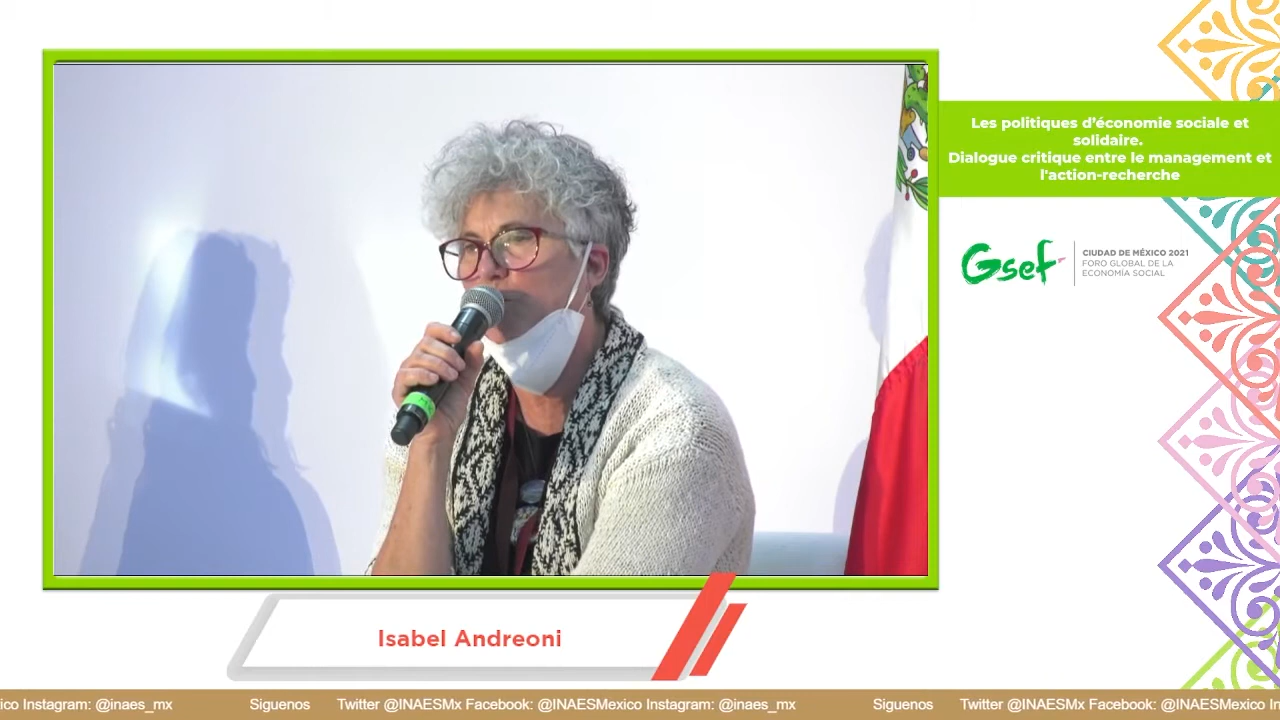 Les politiques d'économie sociale et
solidaire.
Dialogue critique entre le management et
l'action-recherche
Gsef
CIUDAD DE MÉXICO 2021
FORO GLOBAL DE LA
ECONOMÍA SOCIAL
Isabel Andreoni
ico Instagram: @inaes_mx Siguenos Twitter @INAESMx Facebook: @INAESMexico Instagram: @inaes_mx Siguenos Twitter @INAESMx Facebook: @INAESMexico In